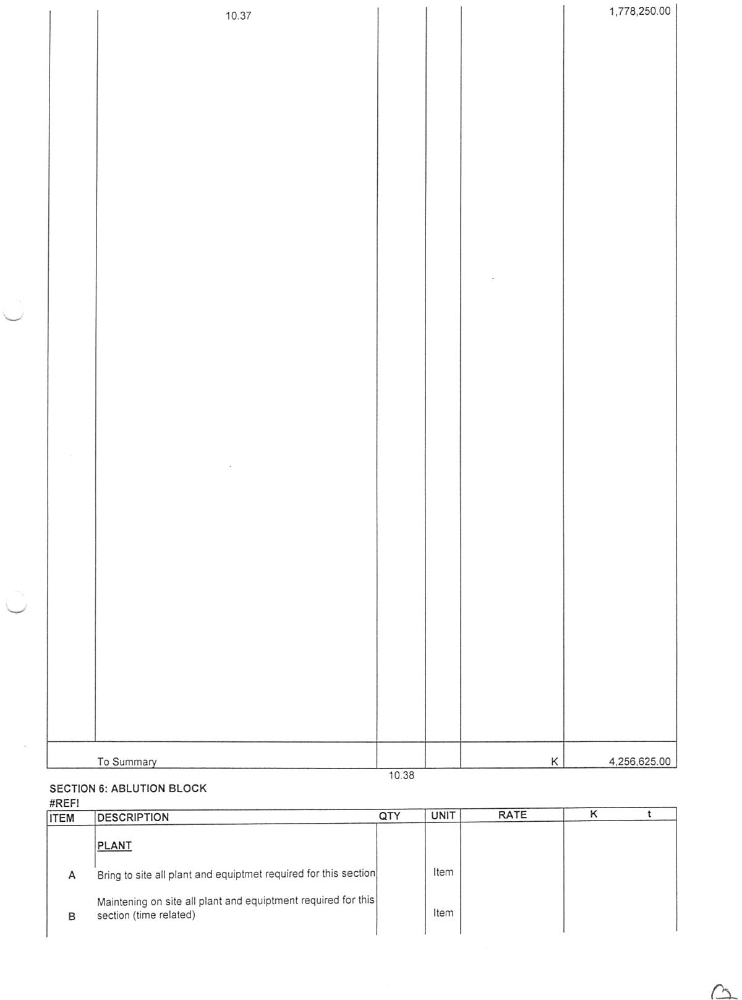 10.37 1,778,250.00
To Summary K 4,256,625.00
10.38
SECTION 6: ABLUTION BLOCK
#REF!
ITEM DESCRIPTION QTY UNIT RATE K t
PLANT
A Bring to site all plant and equiptmet required for this section Item
Maintening on site all plant and equiptment required for this
B section (time related) Item